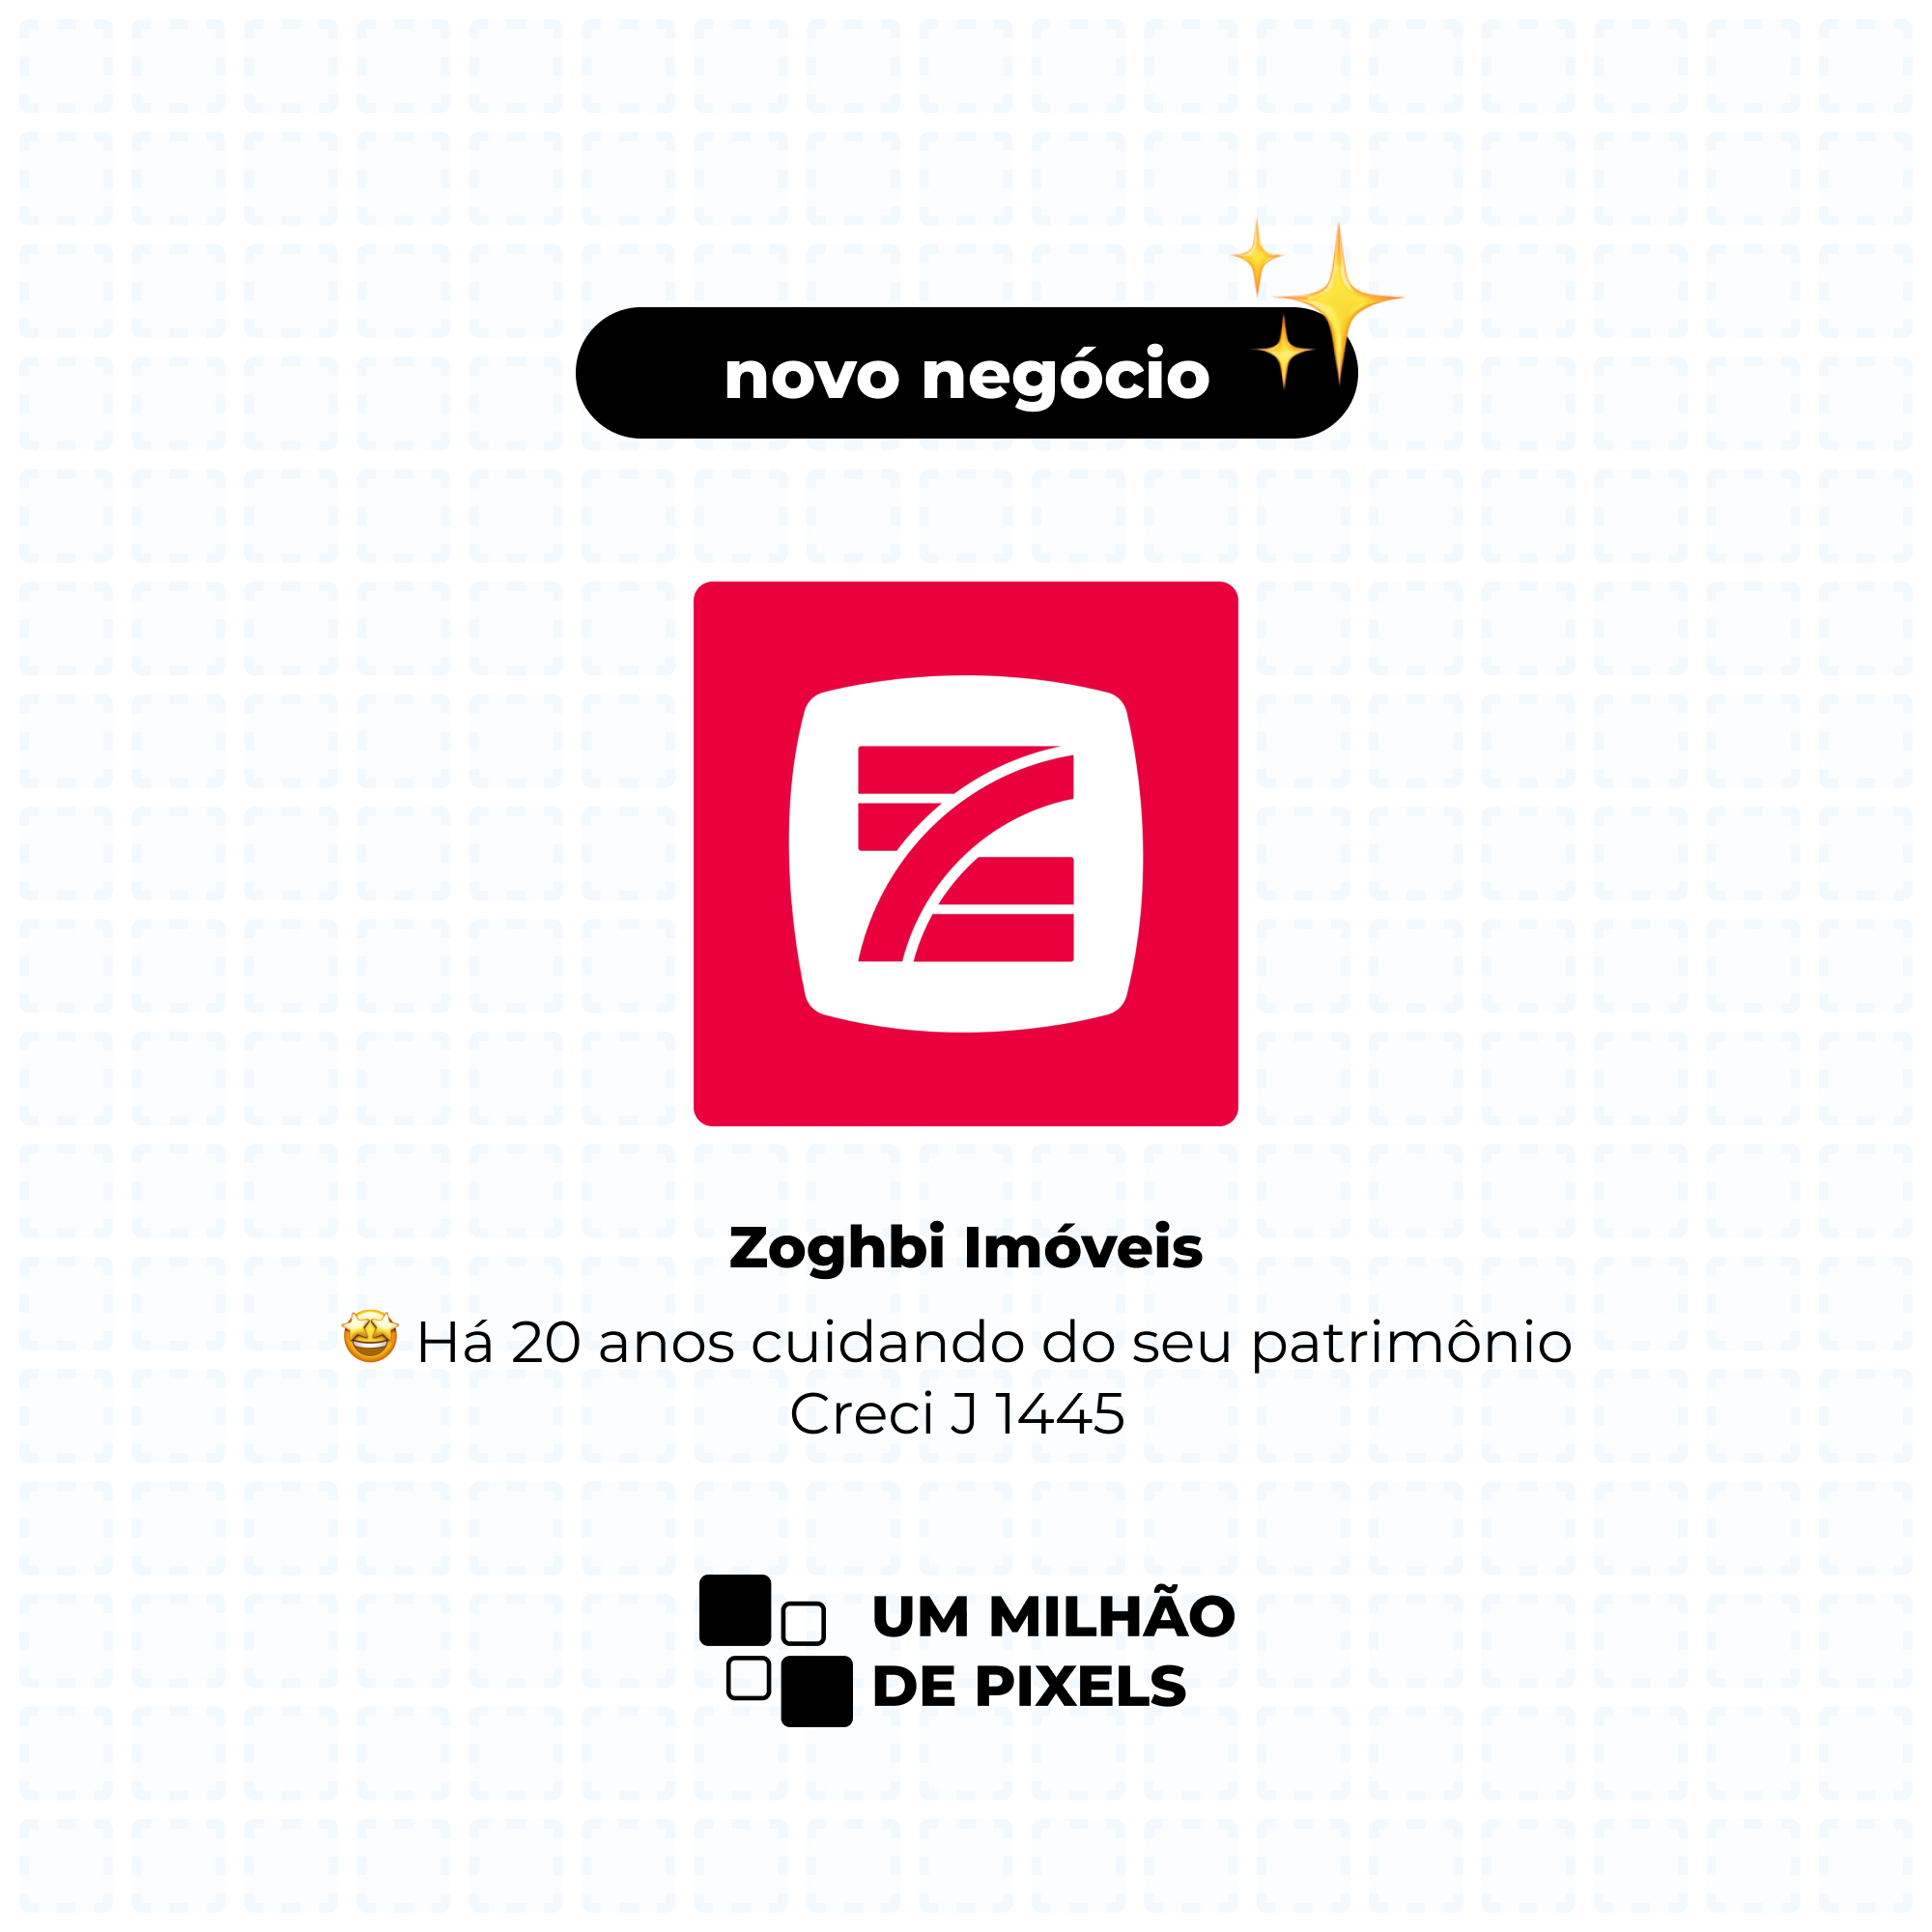 novo negócio
Zoghbi Imóveis
🤩 Há 20 anos cuidando do seu patrimônio
Creci J 1445
UM MILHÃO
DE PIXELS